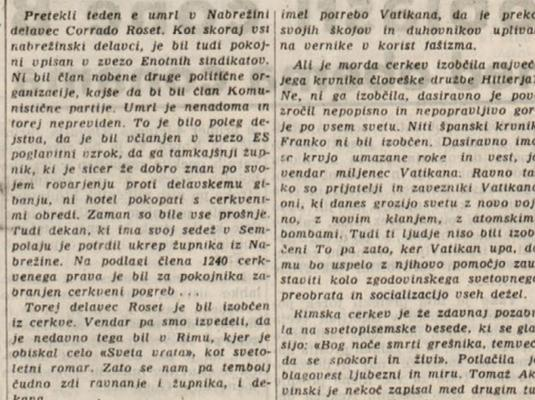 Pretekli teden e umrl v Nabrežini
delavec Corrado Roset. Kot skoraj vsi
nabrežinski delavci, je bil tudi pokoj-
ni vpisan v zvezo Enotnih sindikatov.
Ni bil član nobene druge politične or-
ganizacije, kajše da bi bil član Komu-
nistične partije. Umrl je nenadoma in
torej nepreviden. To je bilo poleg de-
jstva, da je bil včlanjen v zvezo ES
poglavitni vzrok, da ga tamkajšnji žup-
nik, ki je sicer že dobro znan po svo-
jem rovarjenju proti delavskemu gi-
banju, ni hotel pokopati s cerkveni-
mi obredi. Zaman so bile vse prošnje.
Tudi dekan, ki ima svoj sedež v Šem-
polaju je potrdil ukrep župnika iz Na-
brežine. Na podlagi člena 1240 cerk-
venega prava je bil za pokojnika za-
branjen cerkveni pogreb ...
Torej delavec Roset je bil izobčen
iz cerkve. Vendar pa smo izvedeli, da
je nedavno tega bil v Rimu, kjer je
obiskal celo «Sveta vrata», kot sveto-
letni romar. Zato se nam pa tembolj
čudno zdi ravnanje i župnika, i de-
kana
imel potrebo Vatikana, da je preko
svojih škofov in duhovnikov uplival
na vernike v korist fašizma.
Ali je morda cerkev izobčila največ-
jega krvnika človeške družbe Hitlerja?
Ne, ni ga izobčila, dasiravno je pov-
zročil nepopisno in nepopravljivo gor
je po vsem svetu. Niti španski krvnik
Franko ni bil izobčen. Dasiravno ima
se krvjo umazane roke in vest, je
vendar miljenec Vatikana. Ravno ta-
ko so prijatelji in zavezniki Vatikana
oni, ki danes grozijo svetu z novo voj-
no, z novim klanjem, z atomskim
bombami. Tudi ti ljudje niso bili izob
čeni To pa zato, ker Vatikan upa, da
mu bo uspelo z njihovo pomočjo zau
staviti kolo zgodovinskega svetovnega
preobrata in socializacijo vseh dežel.
Rimska cerkev je že zdavnaj pozabi
la na svetopisemske besede, ki se gla
sijo: «Bog noče smrti grešnika, temveč
da se spokori in živi». Potlačila je
blagovest ljubezni in miru. Tomaž Ak
vinski je nekoč zapisal med drugim tu